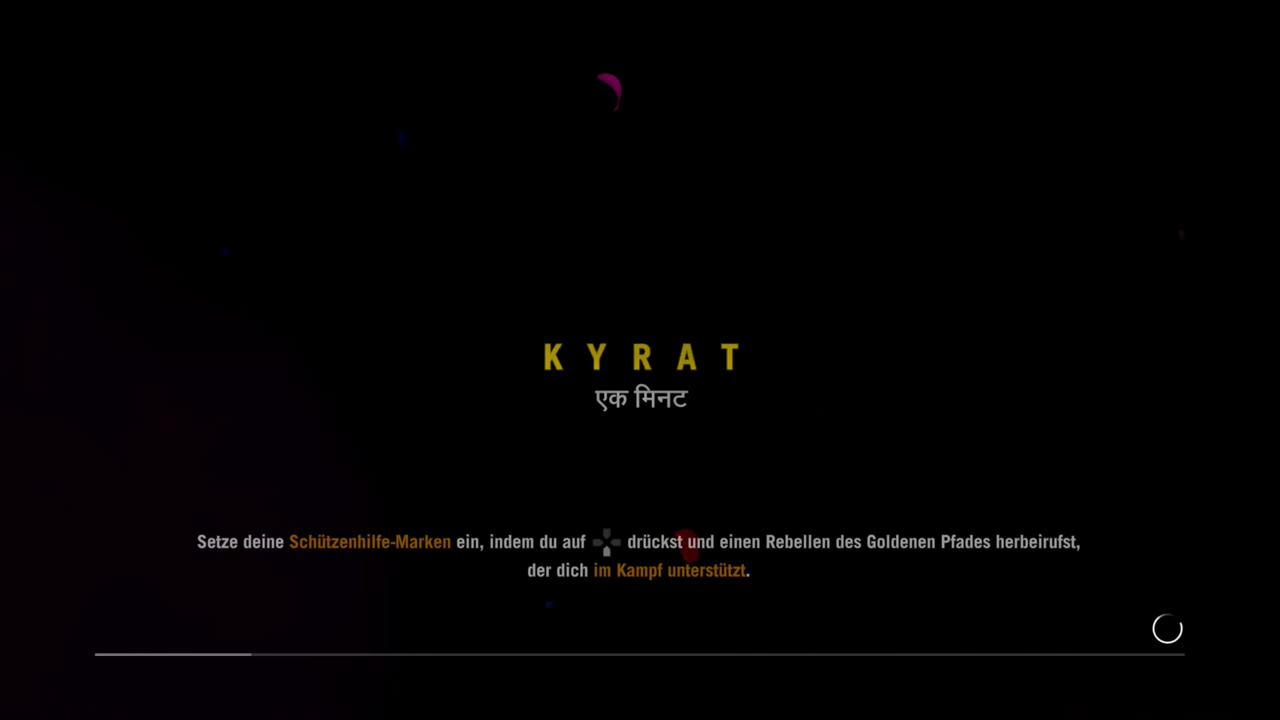 KYRAT
एक मिनट
Setze deine Schützenhilfe-Marken ein, indem du auf drückst und einen Rebellen des Goldenen Pfades herbeirufst,
der dich im Kampf unterstützt.